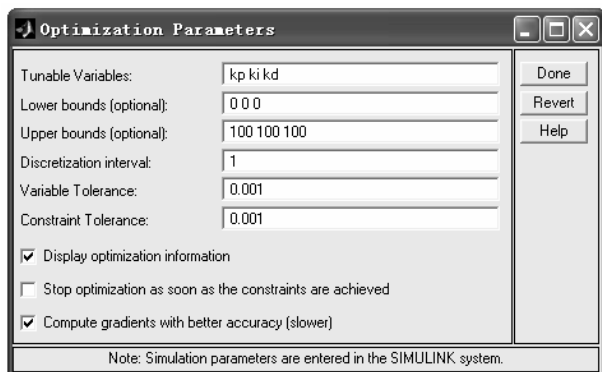 Optimization Parameters
Tunable Variables: kp ki kd
Lower bounds (optional): 0 0 0
Upper bounds (optional): 100 100 100
Discretization interval: 1
Variable Tolerance: 0.001
Constraint Tolerance: 0.001
Display optimization information
Stop optimization as soon as the constraints are achieved
Compute gradients with better accuracy (slower)
Done
Revert
Help
Note: Simulation parameters are entered in the SIMULINK system.